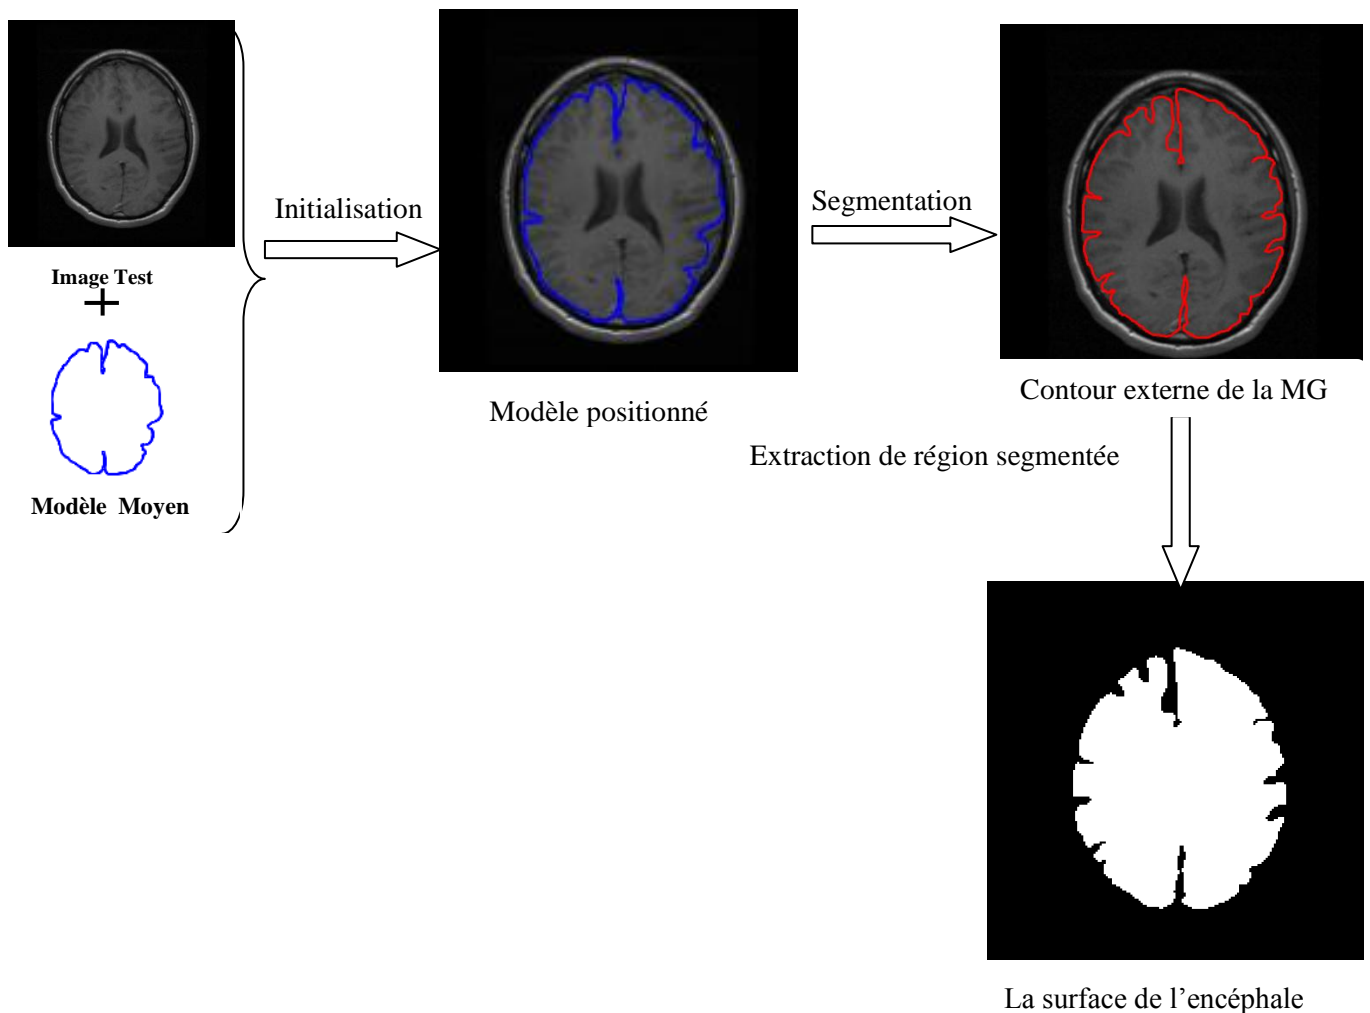 Image Test
+
Modèle Moyen
Initialisation
Modèle positionné
Segmentation
Contour externe de la MG
Extraction de région segmentée
La surface de l'encéphale